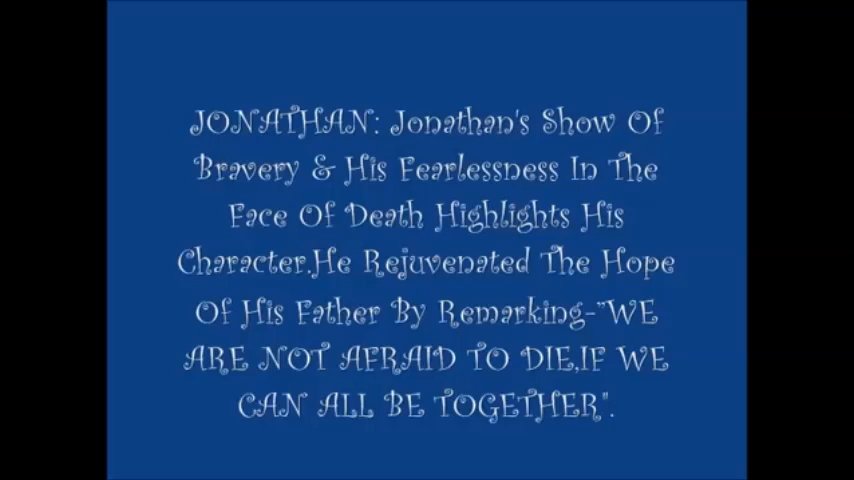 JONATHAN: Jonathan's Show Of
Bravery & His Fearlessness In The
Face Of Death Highlights His
Character.He Rejuvenated The Hope
Of His Father By Remarking-"WE
ARE NOT AFRAID TO DIE,IF WE
CAN ALL BE TOGETHER".